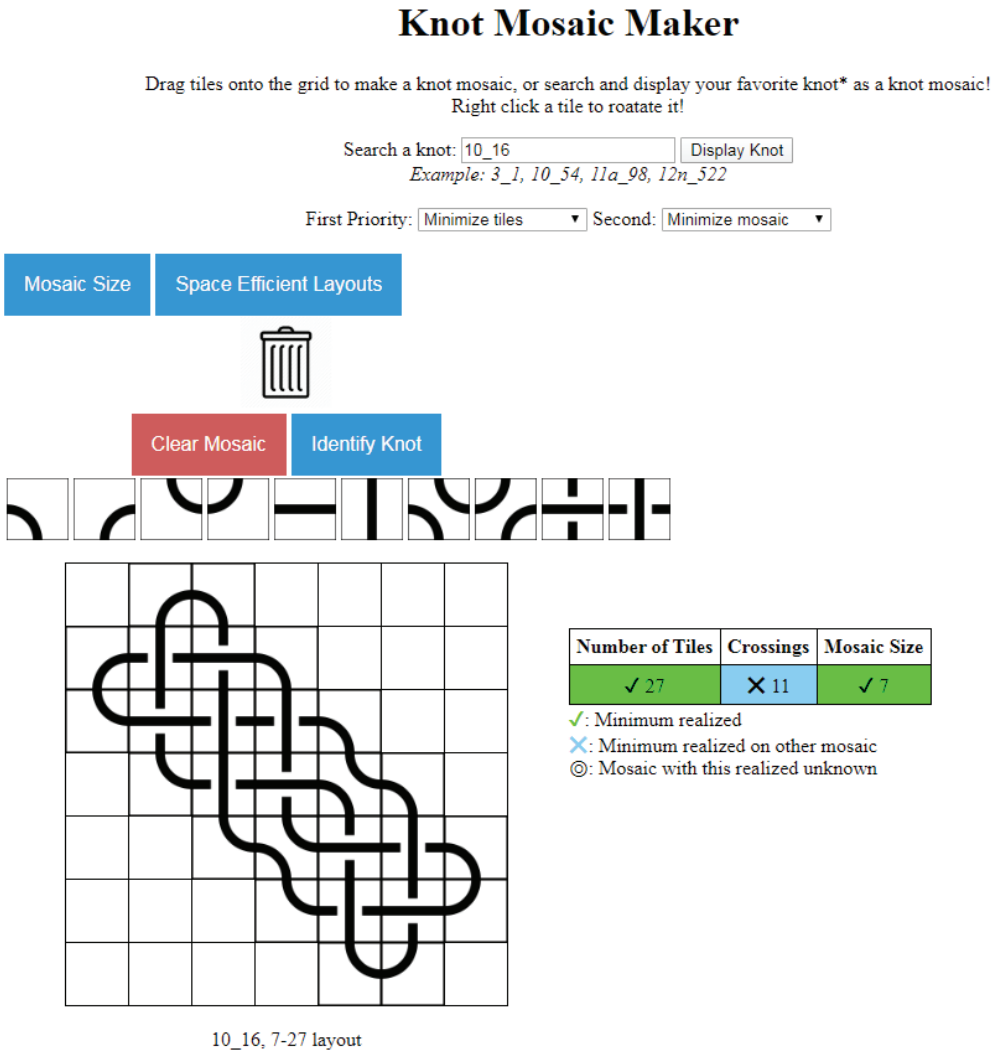 Knot Mosaic Maker
Drag tiles onto the grid to make a knot mosaic, or search and display your favorite knot* as a knot mosaic!
Right click a tile to roatate it!
Search a knot: 10_16 Display Knot
Example: 3_1, 10_54, 11a_98, 12n_522
First Priority: Minimize tiles ▼ Second: Minimize mosaic ▼
Mosaic Size Space Efficient Layouts
Clear Mosaic Identify Knot
Number of Tiles Crossings Mosaic Size
✓ 27 ✕ 11 ✓ 7
✓: Minimum realized
✕: Minimum realized on other mosaic
◎: Mosaic with this realized unknown
10_16, 7-27 layout